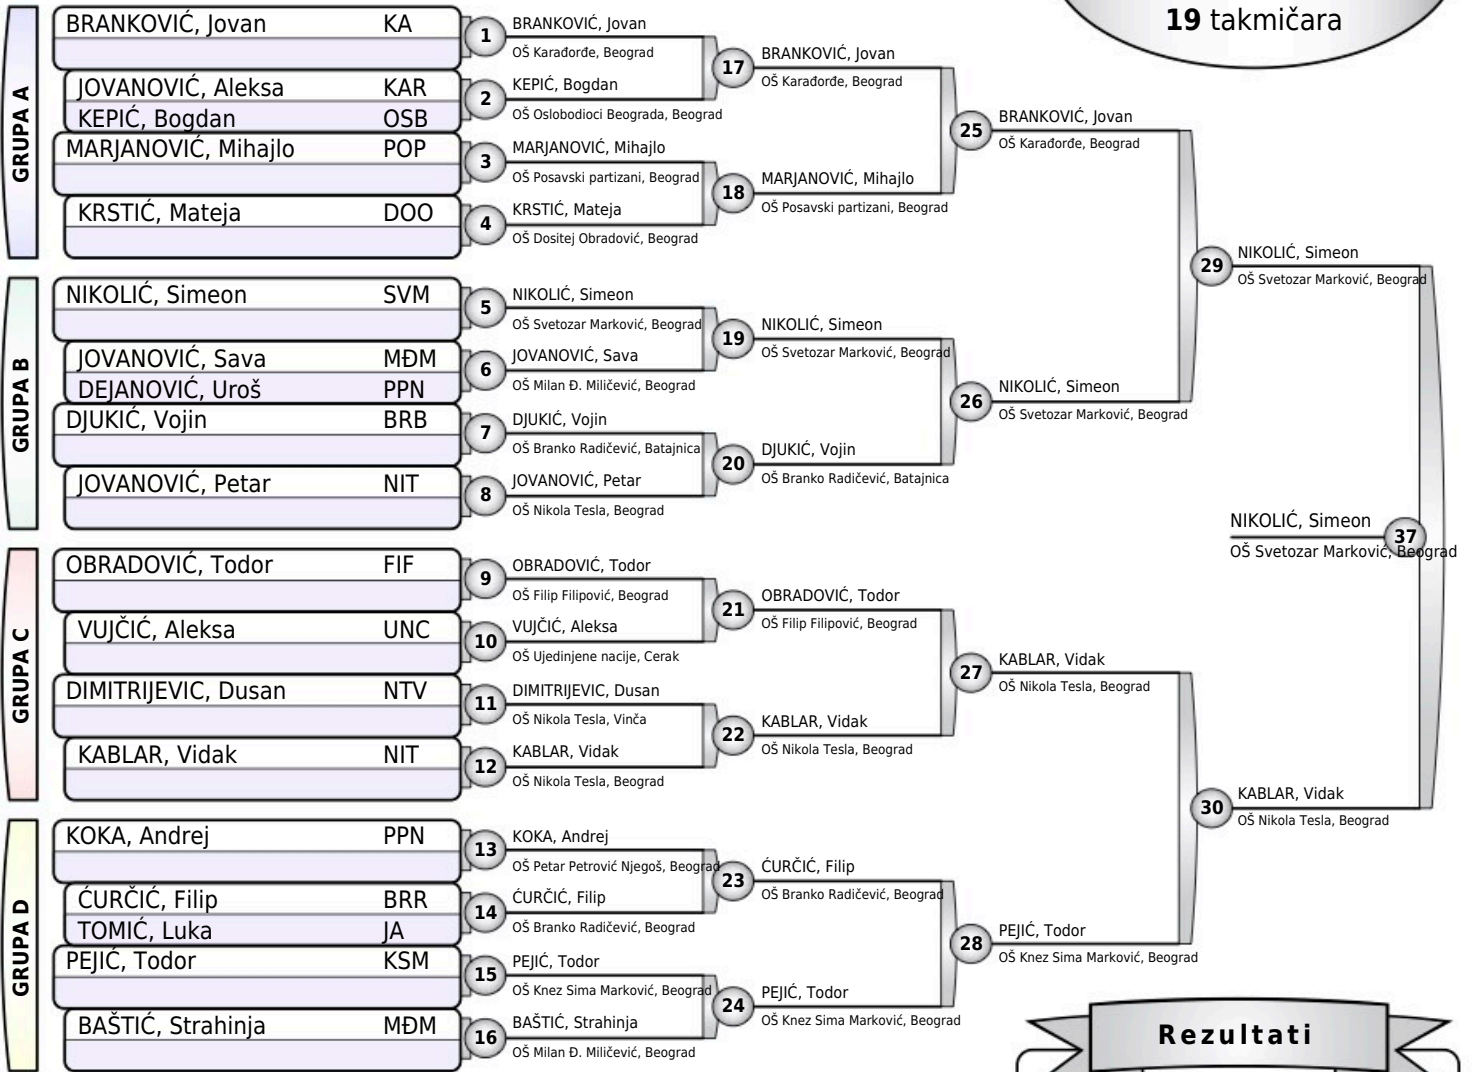 19 takmičara
GRUPA A
BRANKOVIĆ, Jovan KA
JOVANOVIĆ, Aleksa KAR
KEPIĆ, Bogdan OSB
MARJANOVIĆ, Mihajlo POP
KRSTIĆ, Mateja DOO
GRUPA B
NIKOLIĆ, Simeon SVM
JOVANOVIĆ, Sava MĐM
DEJANOVIĆ, Uroš PPN
DJUKIĆ, Vojin BRB
JOVANOVIĆ, Petar NIT
GRUPA C
OBRADOVIĆ, Todor FIF
VUJČIĆ, Aleksa UNC
DIMITRIJEVIC, Dusan NTV
KABLAR, Vidak NIT
GRUPA D
KOKA, Andrej PPN
ĆURČIĆ, Filip BRR
TOMIĆ, Luka JA
PEJIĆ, Todor KSM
BAŠTIĆ, Strahinja MĐM
1 BRANKOVIĆ, Jovan
OŠ Karađorđe, Beograd
2 KEPIĆ, Bogdan
OŠ Oslobodioci Beograda, Beograd
3 MARJANOVIĆ, Mihajlo
OŠ Posavski partizani, Beograd
4 KRSTIĆ, Mateja
OŠ Dositej Obradović, Beograd
5 NIKOLIĆ, Simeon
OŠ Svetozar Marković, Beograd
6 JOVANOVIĆ, Sava
OŠ Milan Đ. Miličević, Beograd
7 DJUKIĆ, Vojin
OŠ Branko Radičević, Batajnica
8 JOVANOVIĆ, Petar
OŠ Nikola Tesla, Beograd
9 OBRADOVIĆ, Todor
OŠ Filip Filipović, Beograd
10 VUJČIĆ, Aleksa
OŠ Ujedinjene nacije, Cerak
11 DIMITRIJEVIC, Dusan
OŠ Nikola Tesla, Vinča
12 KABLAR, Vidak
OŠ Nikola Tesla, Beograd
13 KOKA, Andrej
OŠ Petar Petrović Njegoš, Beograd
14 ĆURČIĆ, Filip
OŠ Branko Radičević, Beograd
15 PEJIĆ, Todor
OŠ Knez Sima Marković, Beograd
16 BAŠTIĆ, Strahinja
OŠ Milan Đ. Miličević, Beograd
17 BRANKOVIĆ, Jovan
OŠ Karađorđe, Beograd
18 MARJANOVIĆ, Mihajlo
OŠ Posavski partizani, Beograd
19 NIKOLIĆ, Simeon
OŠ Svetozar Marković, Beograd
20 DJUKIĆ, Vojin
OŠ Branko Radičević, Batajnica
21 OBRADOVIĆ, Todor
OŠ Filip Filipović, Beograd
22 KABLAR, Vidak
OŠ Nikola Tesla, Beograd
23 ĆURČIĆ, Filip
OŠ Branko Radičević, Beograd
24 PEJIĆ, Todor
OŠ Knez Sima Marković, Beograd
25 BRANKOVIĆ, Jovan
OŠ Karađorđe, Beograd
26 NIKOLIĆ, Simeon
OŠ Svetozar Marković, Beograd
27 KABLAR, Vidak
OŠ Nikola Tesla, Beograd
28 PEJIĆ, Todor
OŠ Knez Sima Marković, Beograd
29 NIKOLIĆ, Simeon
OŠ Svetozar Marković, Beograd
30 KABLAR, Vidak
OŠ Nikola Tesla, Beograd
NIKOLIĆ, Simeon 37
OŠ Svetozar Marković, Beograd
Rezultati